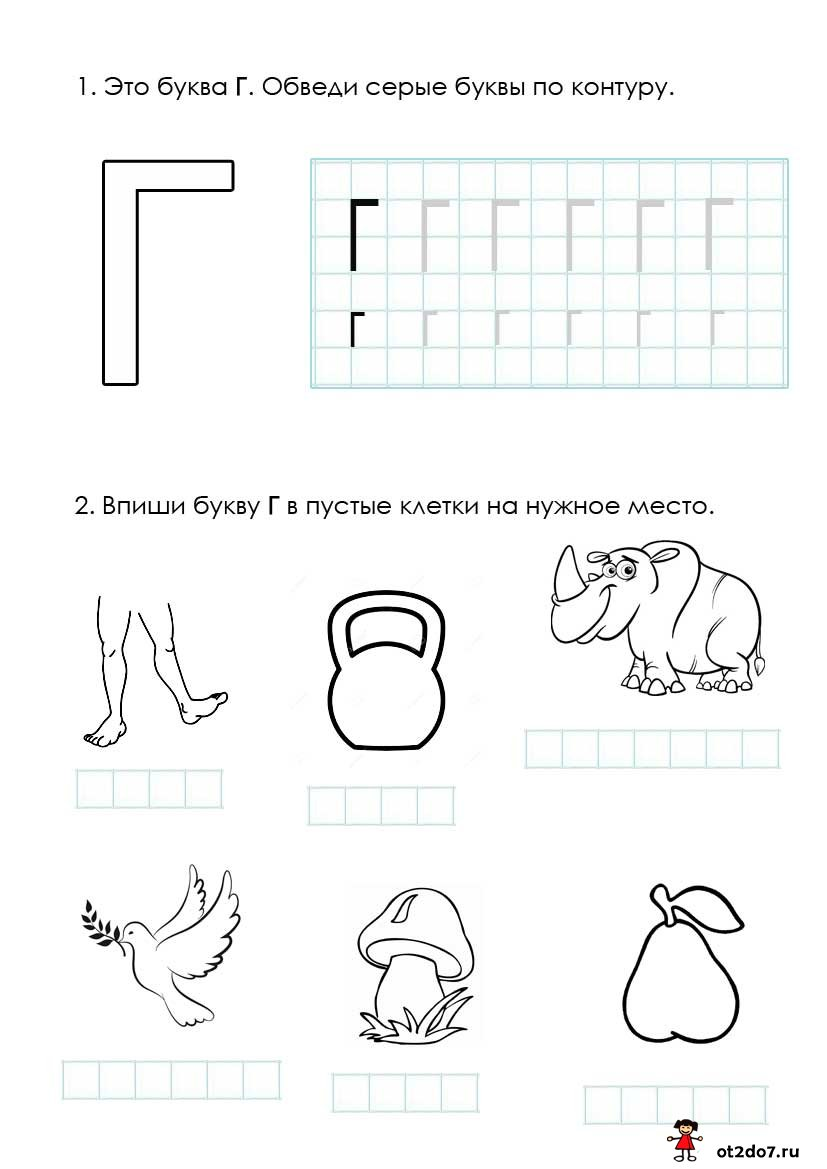 1. Это буква Г. Обведи серые буквы по контуру.
Г
Г Г Г Г Г Г
г г г г г г
2. Впиши букву Г в пустые клетки на нужное место.
ot2do7.ru